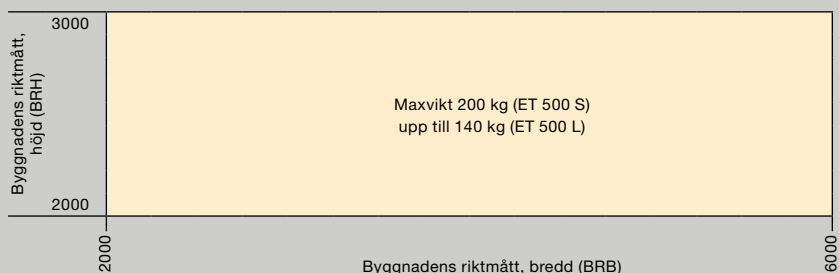 3000
Byggnadens riktmått,
höjd (BRH)
Maxvikt 200 kg (ET 500 S)
upp till 140 kg (ET 500 L)
2000
2000
Byggnadens riktmått, bredd (BRB)
6000